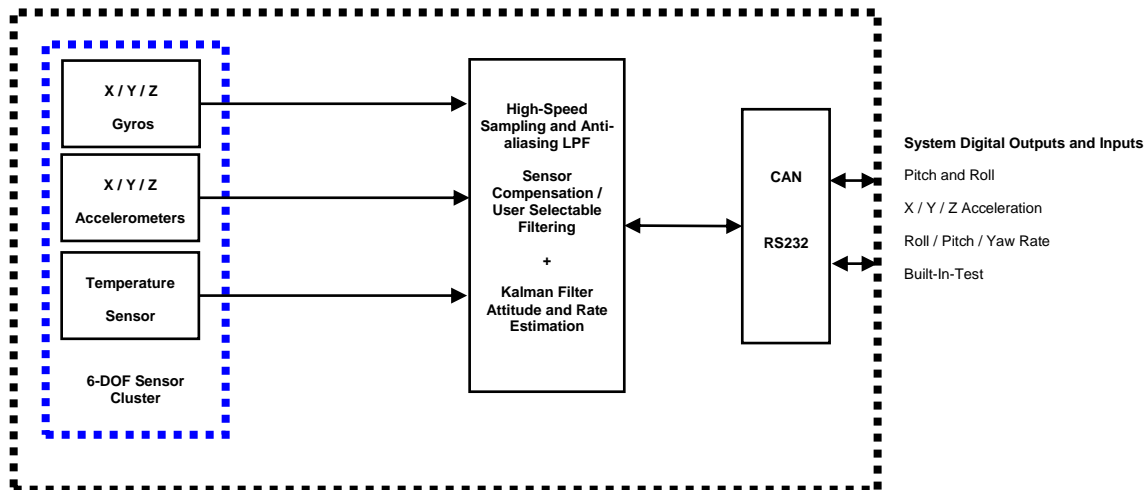 X / Y / Z
Gyros
X / Y / Z
Accelerometers
Temperature
Sensor
6-DOF Sensor
Cluster
High-Speed
Sampling and Anti-
aliasing LPF
Sensor
Compensation /
User Selectable
Filtering
+
Kalman Filter
Attitude and Rate
Estimation
CAN
RS232
System Digital Outputs and Inputs
Pitch and Roll
X / Y / Z Acceleration
Roll / Pitch / Yaw Rate
Built-In-Test